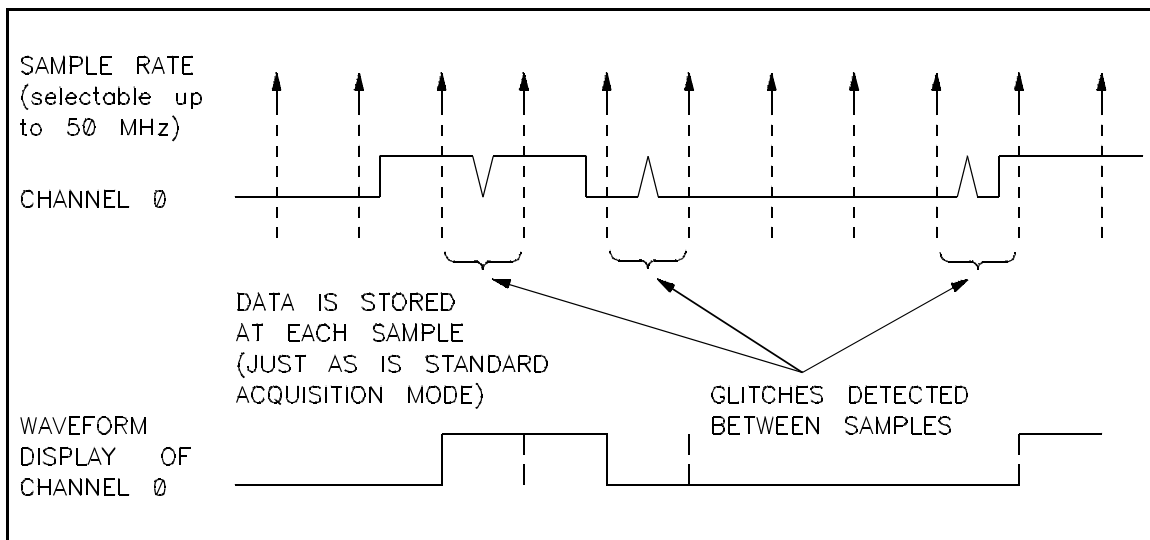 SAMPLE RATE
(selectable up
to 50 MHz)
CHANNEL 0
DATA IS STORED
AT EACH SAMPLE
(JUST AS IS STANDARD
ACQUISITION MODE)
GLITCHES DETECTED
BETWEEN SAMPLES
WAVEFORM
DISPLAY OF
CHANNEL 0